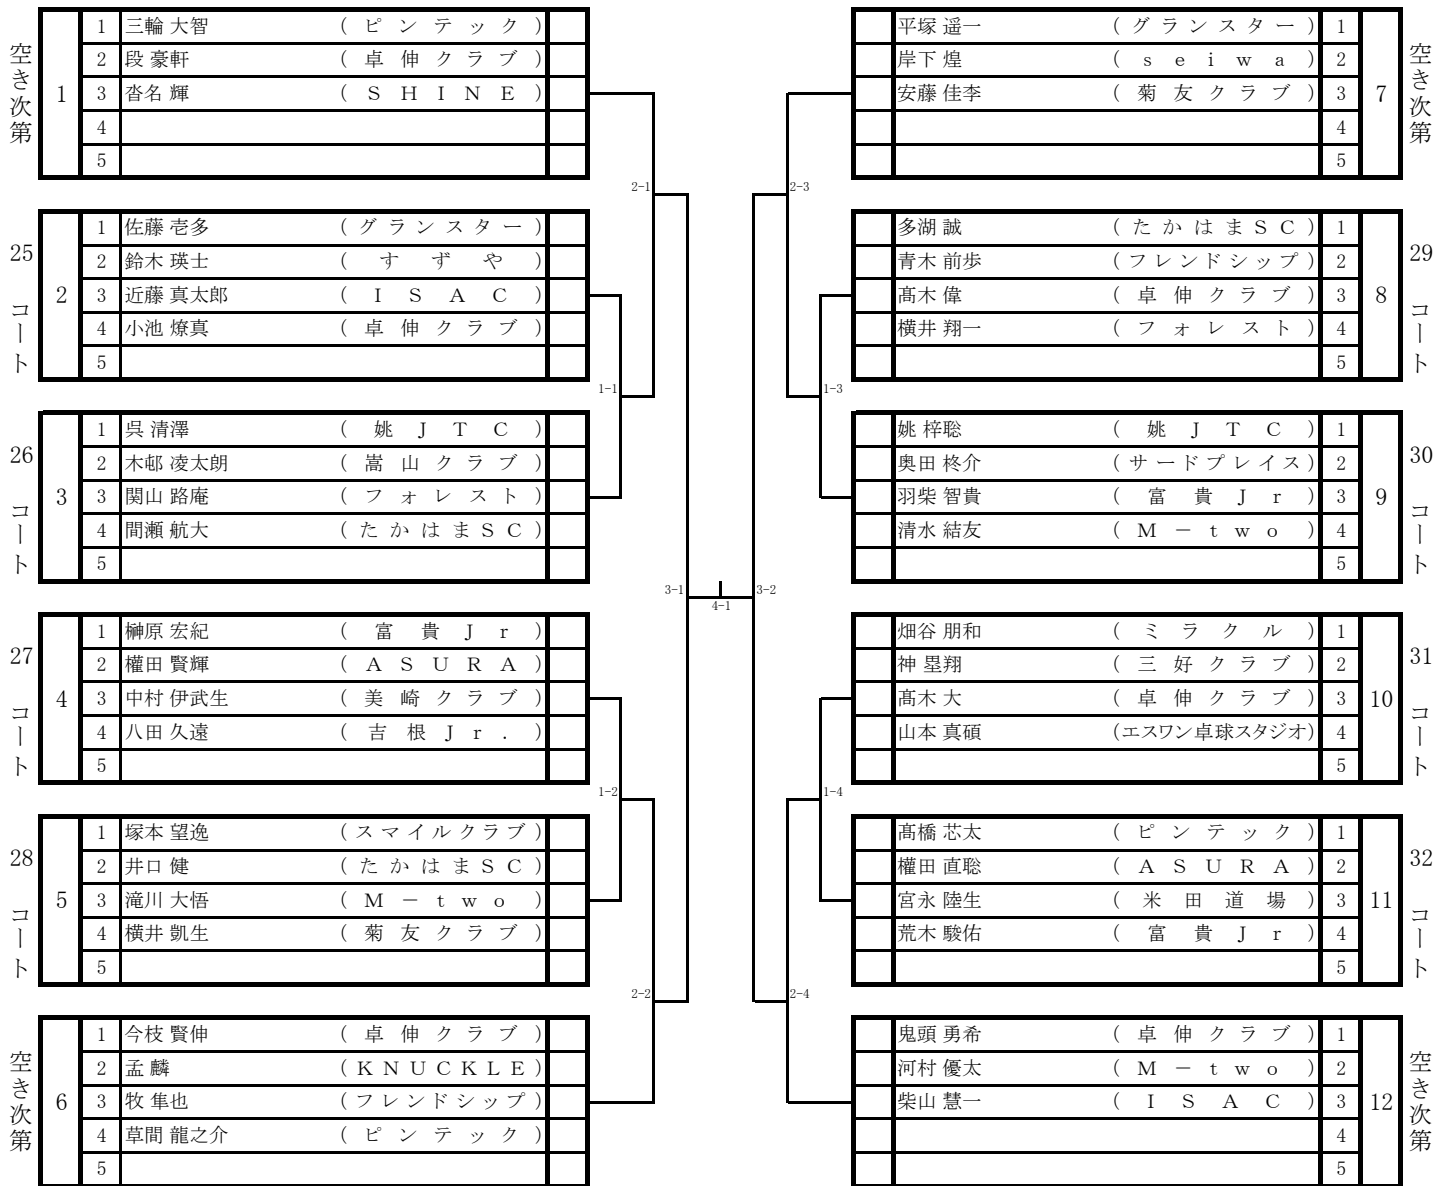 空き次第
1
1 三輪 大智 (ピンテック)
2 段 豪軒 (卓伸クラブ)
3 沓名 輝 (SHINE)
4
5
25コート
2
1 佐藤 壱多 (グランスター)
2 鈴木 瑛士 (すずや)
3 近藤 真太郎 (ISAC)
4 小池 燎真 (卓伸クラブ)
5
26コート
3
1 呉 清澤 (姚JTC)
2 木邨 凌太朗 (嵩山クラブ)
3 関山 路庵 (フォレスト)
4 間瀬 航大 (たかはまSC)
5
27コート
4
1 榊原 宏紀 (富貴Jr)
2 權田 賢輝 (ASURA)
3 中村 伊武生 (美崎クラブ)
4 八田 久遠 (吉根Jr.)
5
28コート
5
1 塚本 望逸 (スマイルクラブ)
2 井口 健 (たかはまSC)
3 滝川 大悟 (M-two)
4 横井 凱生 (菊友クラブ)
5
空き次第
6
1 今枝 賢伸 (卓伸クラブ)
2 孟 麟 (KNUCKLE)
3 牧 隼也 (フレンドシップ)
4 草間 龍之介 (ピンテック)
5
2-1
1-1
3-1
1-2
2-2
4-1
2-3
1-3
3-2
1-4
2-4
平塚 遥一 (グランスター) 1
岸下 煌 (seiwa) 2
安藤 佳李 (菊友クラブ) 3
4
5
7
空き次第
多湖 誠 (たかはまSC) 1
青木 前歩 (フレンドシップ) 2
髙木 偉 (卓伸クラブ) 3
横井 翔一 (フォレスト) 4
5
8
29コート
姚 梓聡 (姚JTC) 1
奥田 柊介 (サードプレイス) 2
羽柴 智貴 (富貴Jr) 3
清水 結友 (M-two) 4
5
9
30コート
畑谷 朋和 (ミラクル) 1
神 塁翔 (三好クラブ) 2
髙木 大 (卓伸クラブ) 3
山本 真碩 (エスワン卓球スタジオ) 4
5
10
31コート
髙橋 芯太 (ピンテック) 1
權田 直聡 (ASURA) 2
宮永 陸生 (米田道場) 3
荒木 駿佑 (富貴Jr) 4
5
11
32コート
鬼頭 勇希 (卓伸クラブ) 1
河村 優太 (M-two) 2
柴山 慧一 (ISAC) 3
4
5
12
空き次第